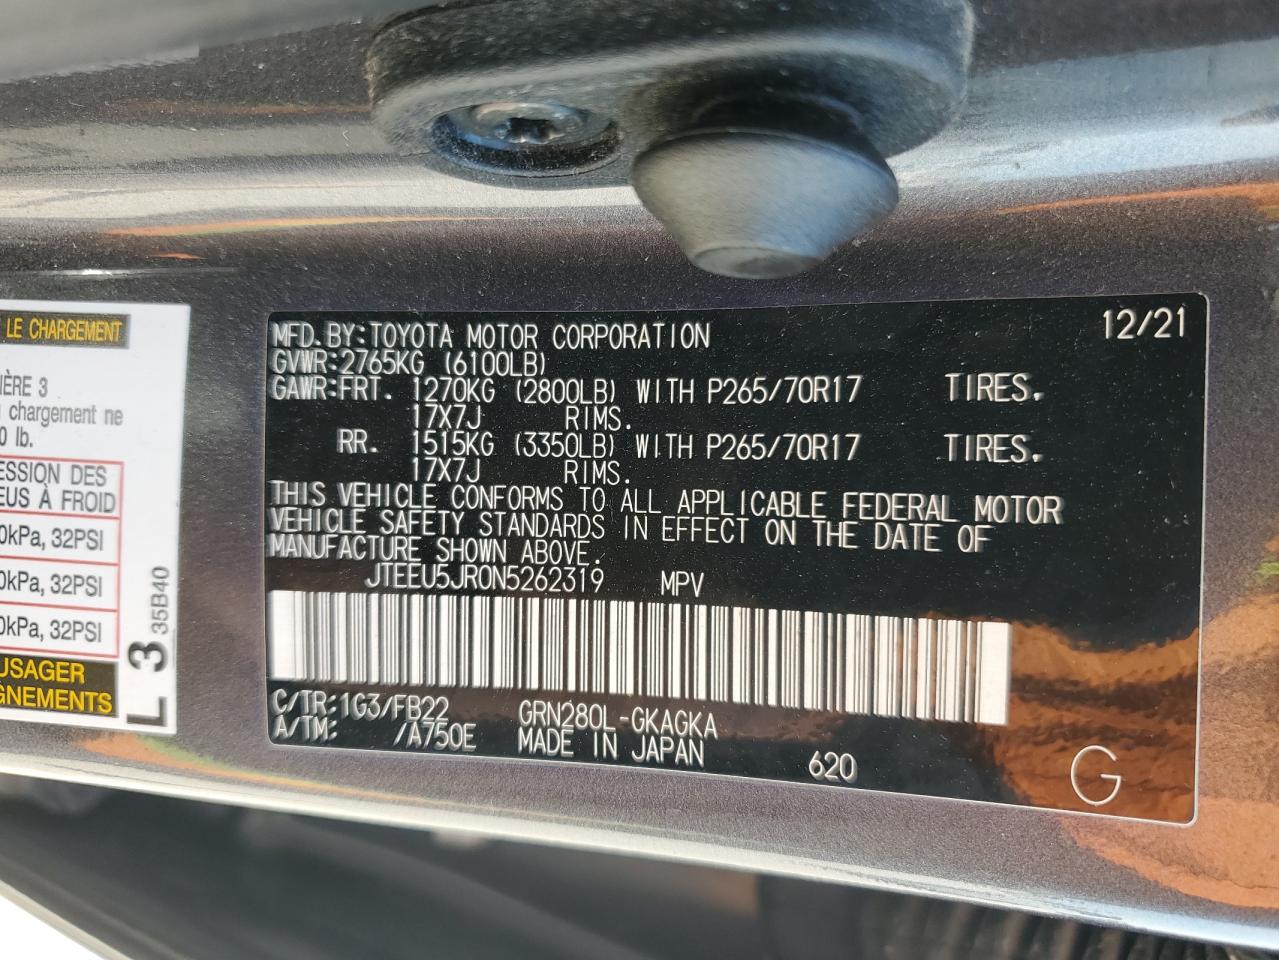 LE CHARGEMENT
IÈRE 3
chargement ne
0 lb.
ESSION DES
EUS À FROID
0kPa, 32PSI
0kPa, 32PSI
0kPa, 32PSI
USAGER
GNEMENTS
L 3 35B40
MFD.BY:TOYOTA MOTOR CORPORATION 12/21
GVWR:2765KG (6100LB)
GAWR:FRT. 1270KG (2800LB) WITH P265/70R17 TIRES.
17X7J RIMS.
RR. 1515KG (3350LB) WITH P265/70R17 TIRES.
17X7J RIMS.
THIS VEHICLE CONFORMS TO ALL APPLICABLE FEDERAL MOTOR
VEHICLE SAFETY STANDARDS IN EFFECT ON THE DATE OF
MANUFACTURE SHOWN ABOVE.
JTEEU5JR0N5262319 MPV
C/TR:1G3/FB22 GRN280L-GKAGKA
A/TM: /A750E MADE IN JAPAN 620 G